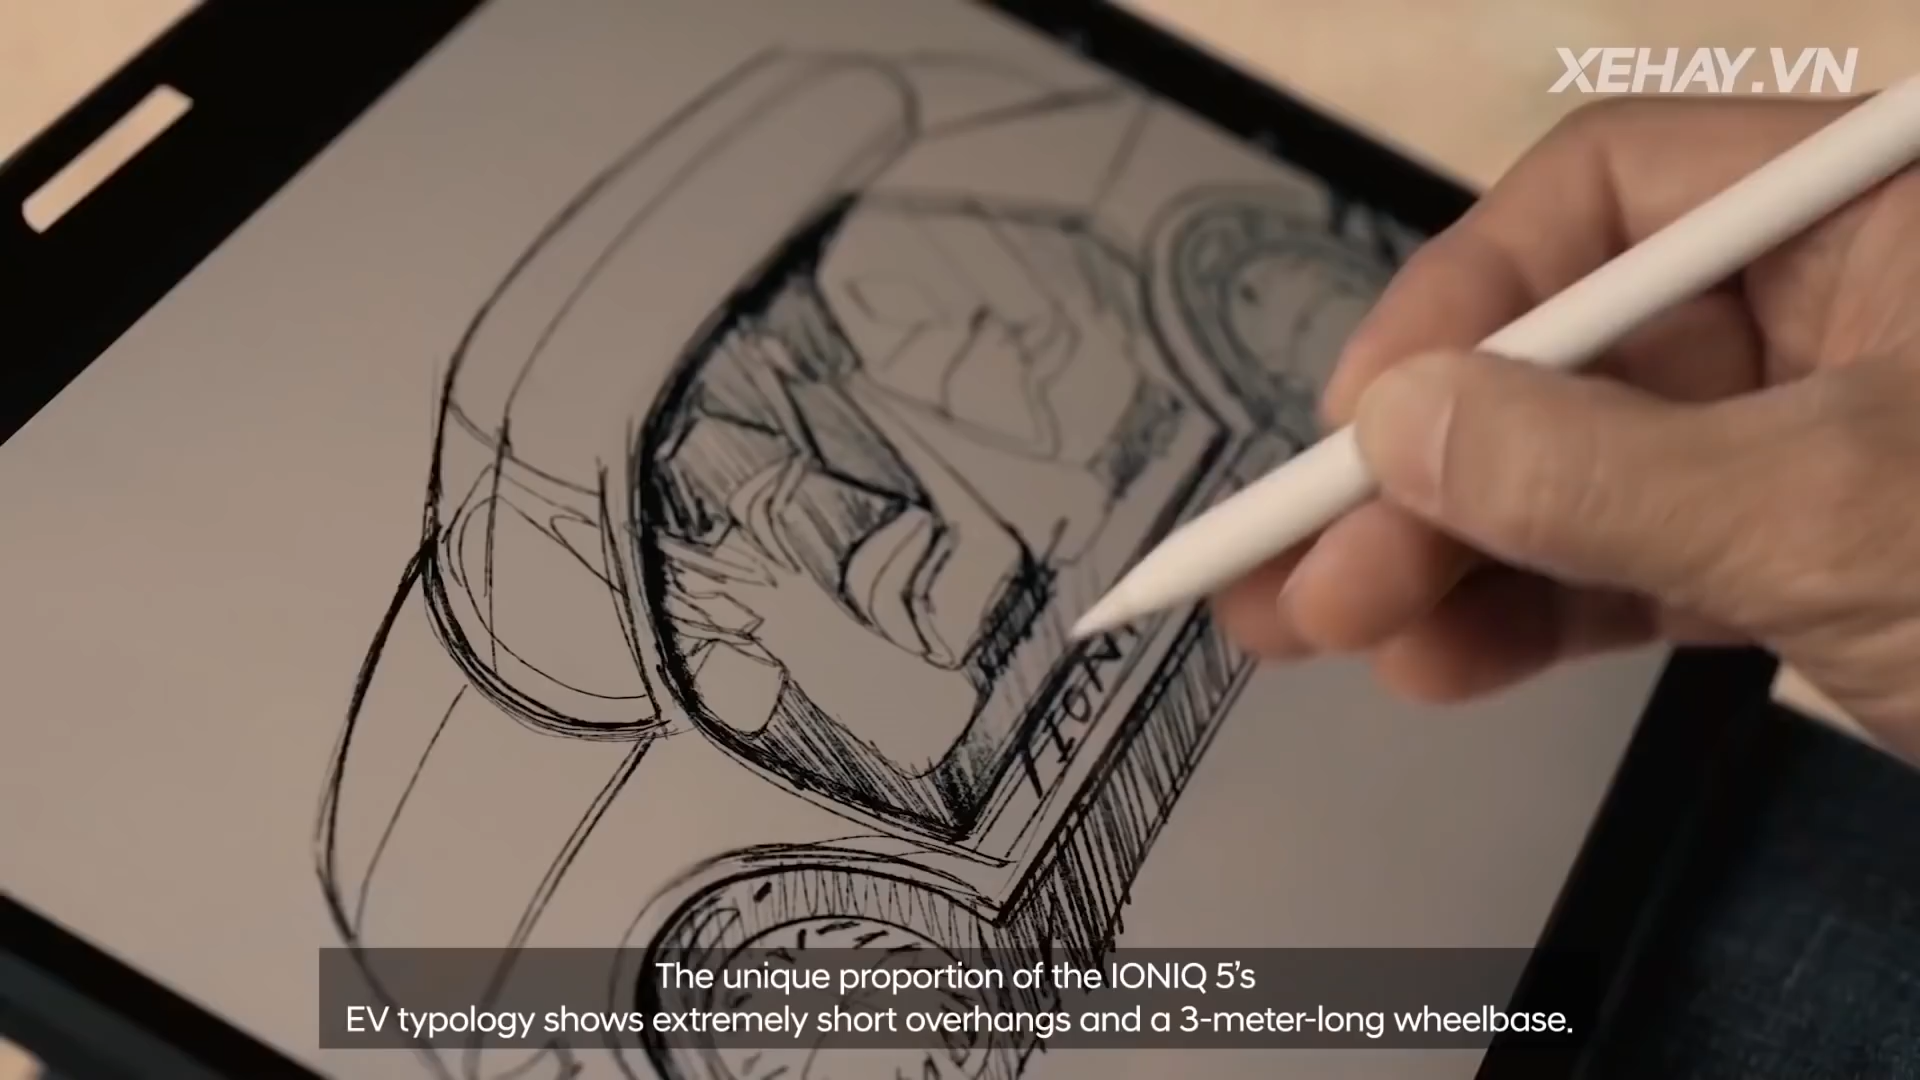 XEHAY.VN
IONI
The unique proportion of the IONIQ 5’s
EV typology shows extremely short overhangs and a 3-meter-long wheelbase.